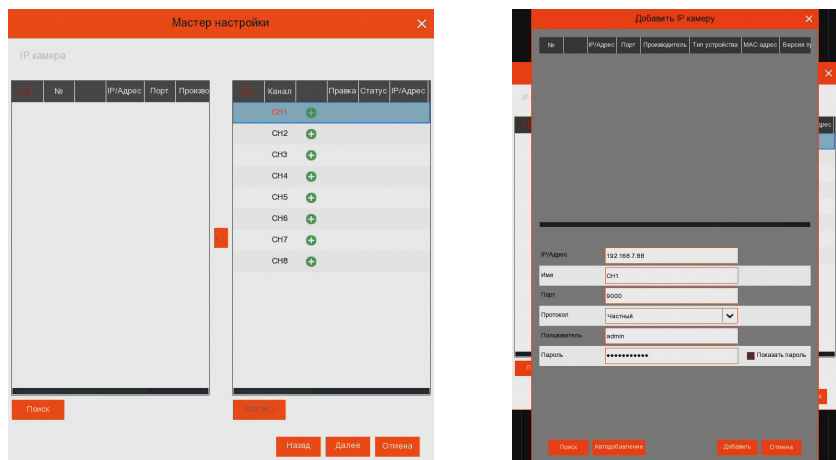 Мастер настройки
IP камера
№ IP/Адрес Порт Произво
Канал Правка Статус IP/Адрес
CH1
CH2
CH3
CH4
CH5
CH6
CH7
CH8
Поиск
Назад Далее Отмена
Добавить IP камеру
№ IP/Адрес Порт Производитель Тип устройства MAC адрес Версия п
IP
дрес
IP/Адрес 192.168.7.88
Имя CH1
Порт 9000
Протокол Частный
Пользователь admin
Пароль ••••••••••• Показать пароль
П
а
Поиск Автодобавление Добавить Отмена